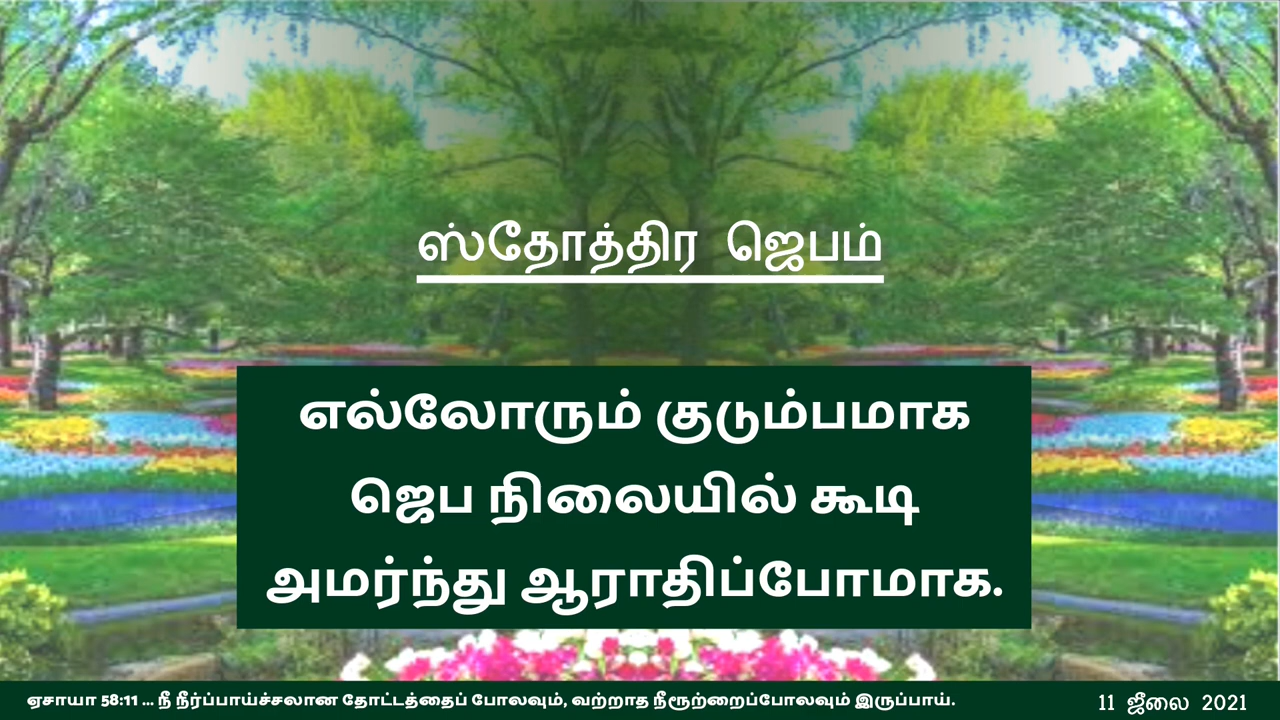 ஸ்தோத்திர ஜெபம்
எல்லோரும் குடும்பமாக
ஜெப நிலையில் கூடி
அமர்ந்து ஆராதிப்போமாக.
ஏசாயா 58:11 ... நீ நீர்ப்பாய்ச்சலான தோட்டத்தைப் போலவும், வற்றாத நீரூற்றைப்போலவும் இருப்பாய்.
11 ஜீலை 2021